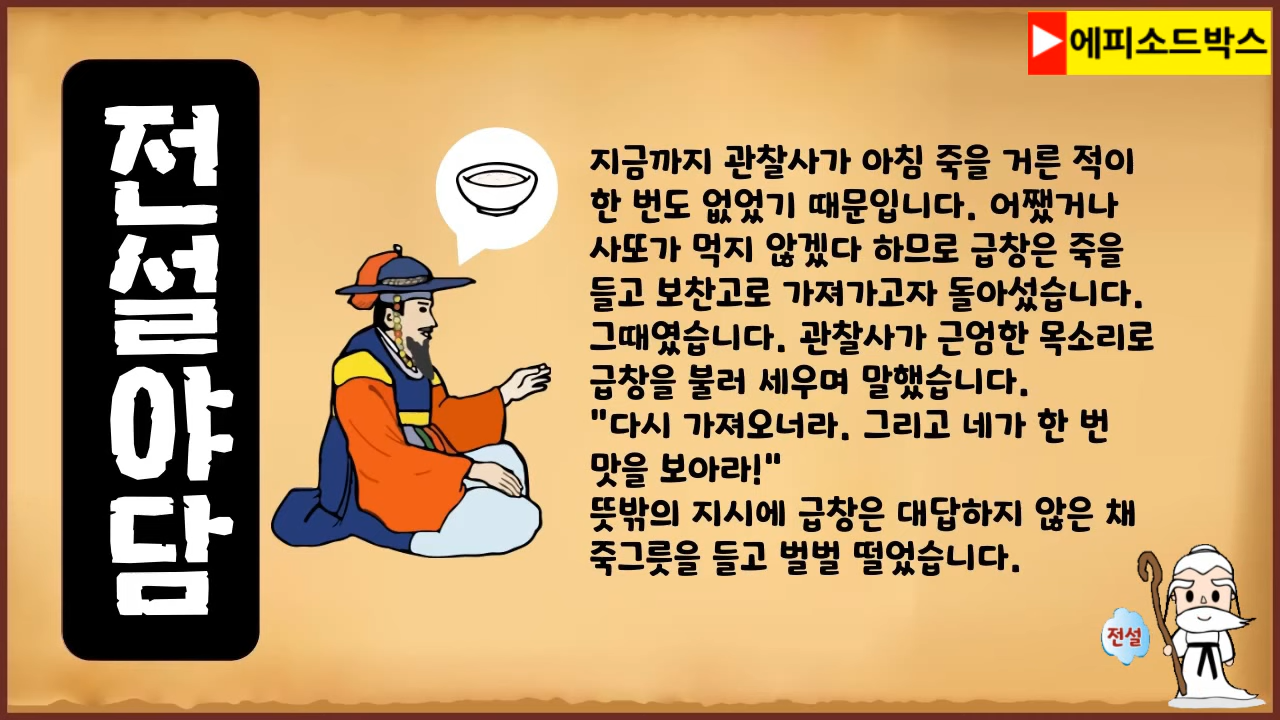 에피소드박스
전설야담
지금까지 관찰사가 아침 죽을 거른 적이
한 번도 없었기 때문입니다. 어쨌거나
사또가 먹지 않겠다 하므로 급창은 죽을
들고 보찬고로 가져가고자 돌아섰습니다.
그때였습니다. 관찰사가 근엄한 목소리로
급창을 불러 세우며 말했습니다.
"다시 가져오너라. 그리고 네가 한 번
맛을 보아라!"
뜻밖의 지시에 급창은 대답하지 않은 채
죽그릇을 들고 벌벌 떨었습니다.
전설